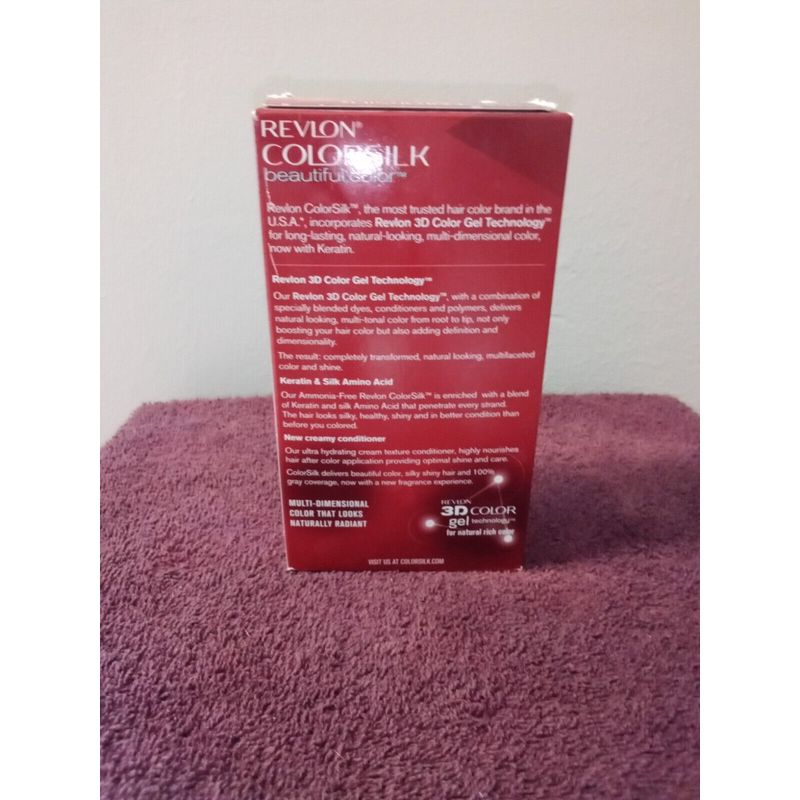 REVLON®
COLORSILK
beautiful color™
Revlon ColorSilk™, the most trusted hair color brand in the
U.S.A.*, incorporates Revlon 3D Color Gel Technology™
for long-lasting, natural-looking, multi-dimensional color,
now with Keratin.
Revlon 3D Color Gel Technology™
Our Revlon 3D Color Gel Technology™, with a combination of
specially blended dyes, conditioners and polymers, delivers
natural looking, multi-tonal color from root to tip, not only
boosting your hair color but also adding definition and
dimensionality.
The result: completely transformed, natural looking, multifaceted
color and shine.
Keratin & Silk Amino Acid
Our Ammonia-Free Revlon ColorSilk™ is enriched with a blend
of Keratin and silk Amino Acid that penetrate every strand.
The hair looks silky, healthy, shiny and in better condition than
before you colored.
New creamy conditioner
Our ultra hydrating cream texture conditioner, highly nourishes
hair after color application providing optimal shine and care.
ColorSilk delivers beautiful color, silky shiny hair and 100%
gray coverage, now with a new fragrance experience.
MULTI-DIMENSIONAL
COLOR THAT LOOKS
NATURALLY RADIANT
REVLON
3D COLOR
gel technology™
for natural rich color
VISIT US AT COLORSILK.COM